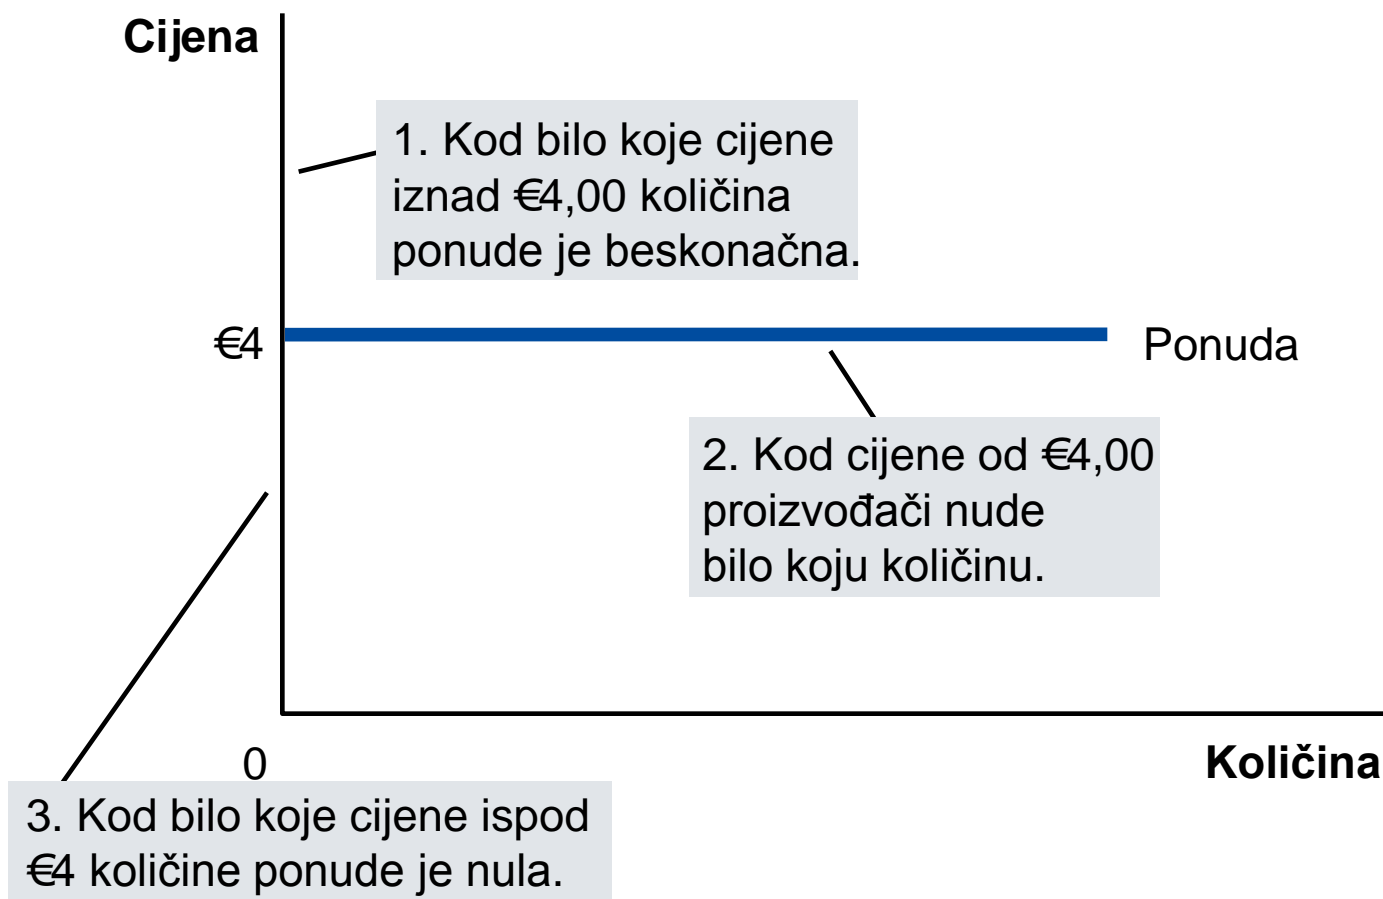 Cijena
1. Kod bilo koje cijene
iznad €4,00 količina
ponude je beskonačna.
€4
Ponuda
2. Kod cijene od €4,00
proizvođači nude
bilo koju količinu.
0
Količina
3. Kod bilo koje cijene ispod
€4 količine ponude je nula.